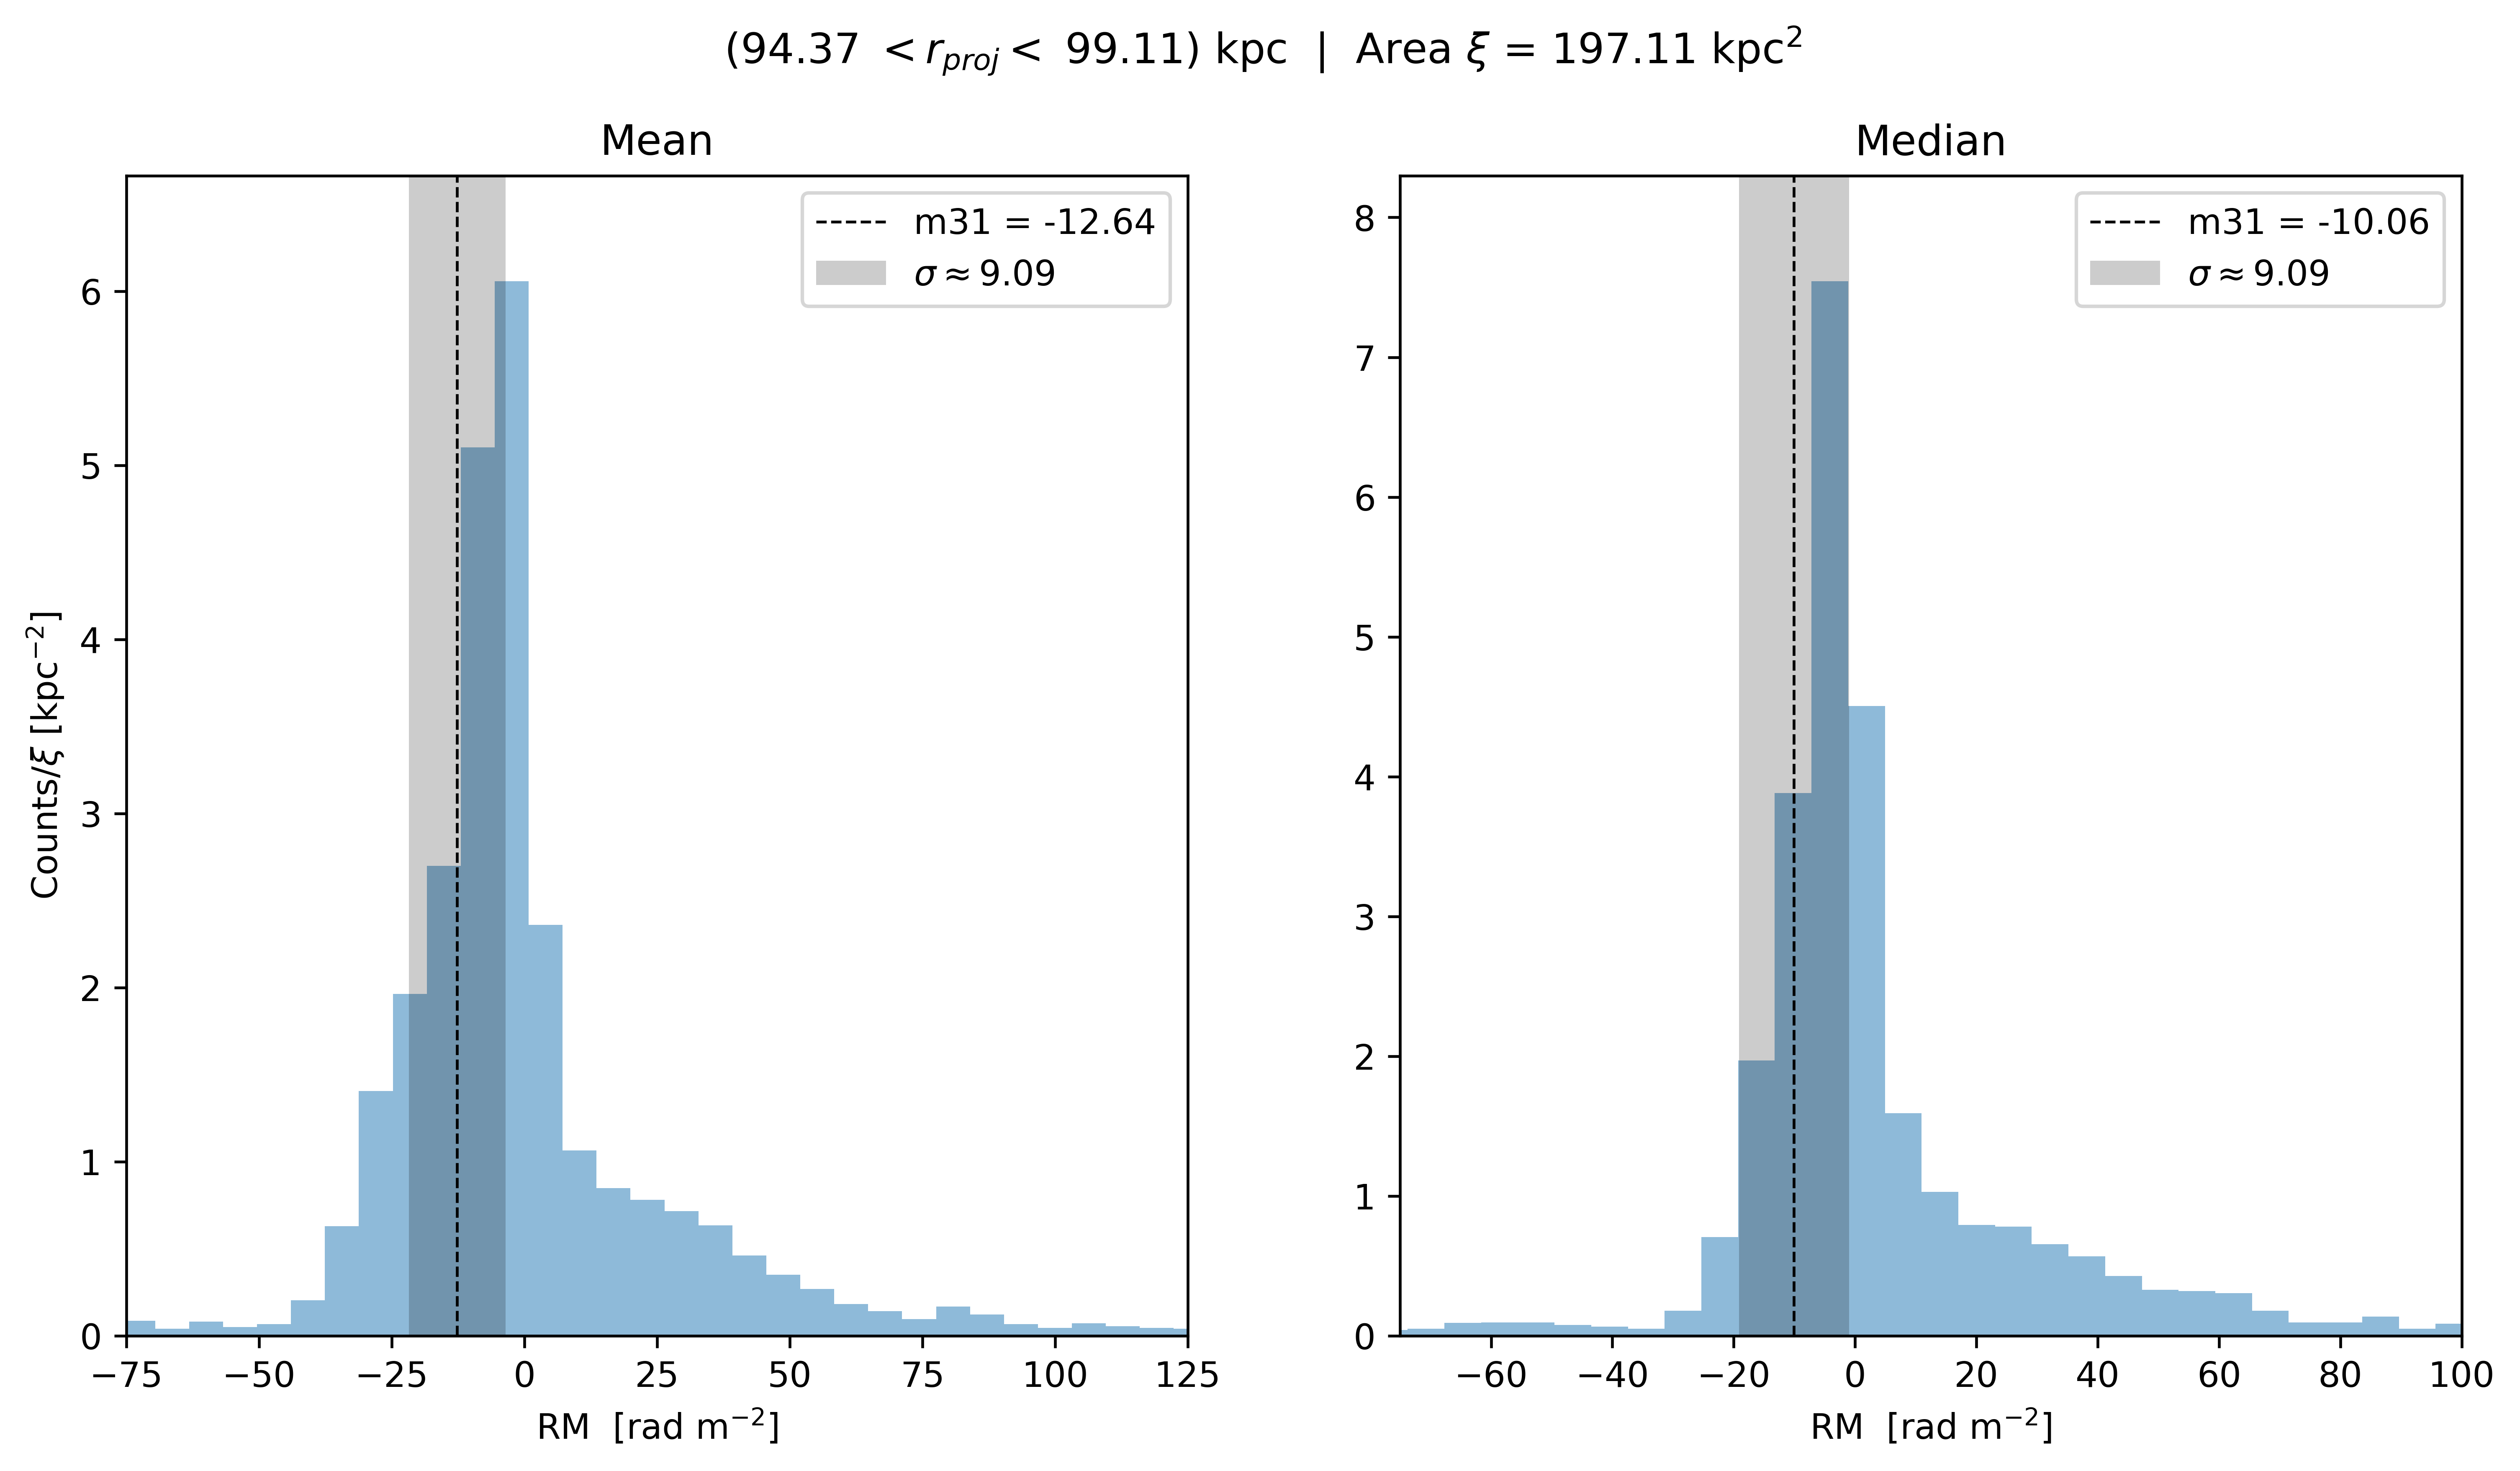 (94.37 < r_proj < 99.11) kpc | Area ξ = 197.11 kpc²
Mean
m31 = -12.64
σ ≈ 9.09
Counts/ξ [kpc⁻²]
6
5
4
3
2
1
0
−75 −50 −25 0 25 50 75 100 125
RM [rad m⁻²]
Median
m31 = -10.06
σ ≈ 9.09
8
7
6
5
4
3
2
1
0
−60 −40 −20 0 20 40 60 80 100
RM [rad m⁻²]